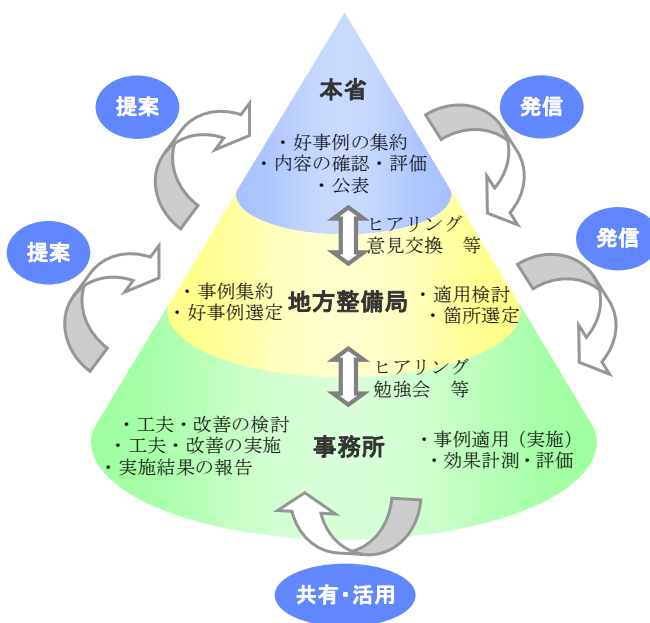 本省
提案
発信
・好事例の集約
・内容の確認・評価
・公表
ヒアリング
意見交換　等
提案
発信
・事例集約
・好事例選定
地方整備局
・適用検討
・箇所選定
ヒアリング
勉強会　等
・工夫・改善の検討
・工夫・改善の実施
・実施結果の報告
事務所
・事例適用（実施）
・効果計測・評価
共有・活用